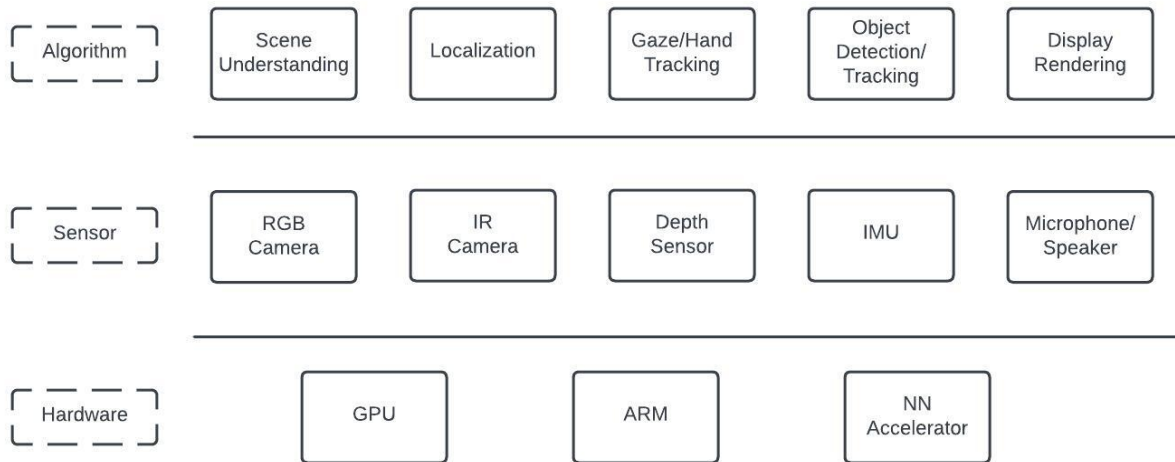 Algorithm
Scene
Understanding
Localization
Gaze/Hand
Tracking
Object
Detection/
Tracking
Display
Rendering
Sensor
RGB
Camera
IR
Camera
Depth
Sensor
IMU
Microphone/
Speaker
Hardware
GPU
ARM
NN
Accelerator